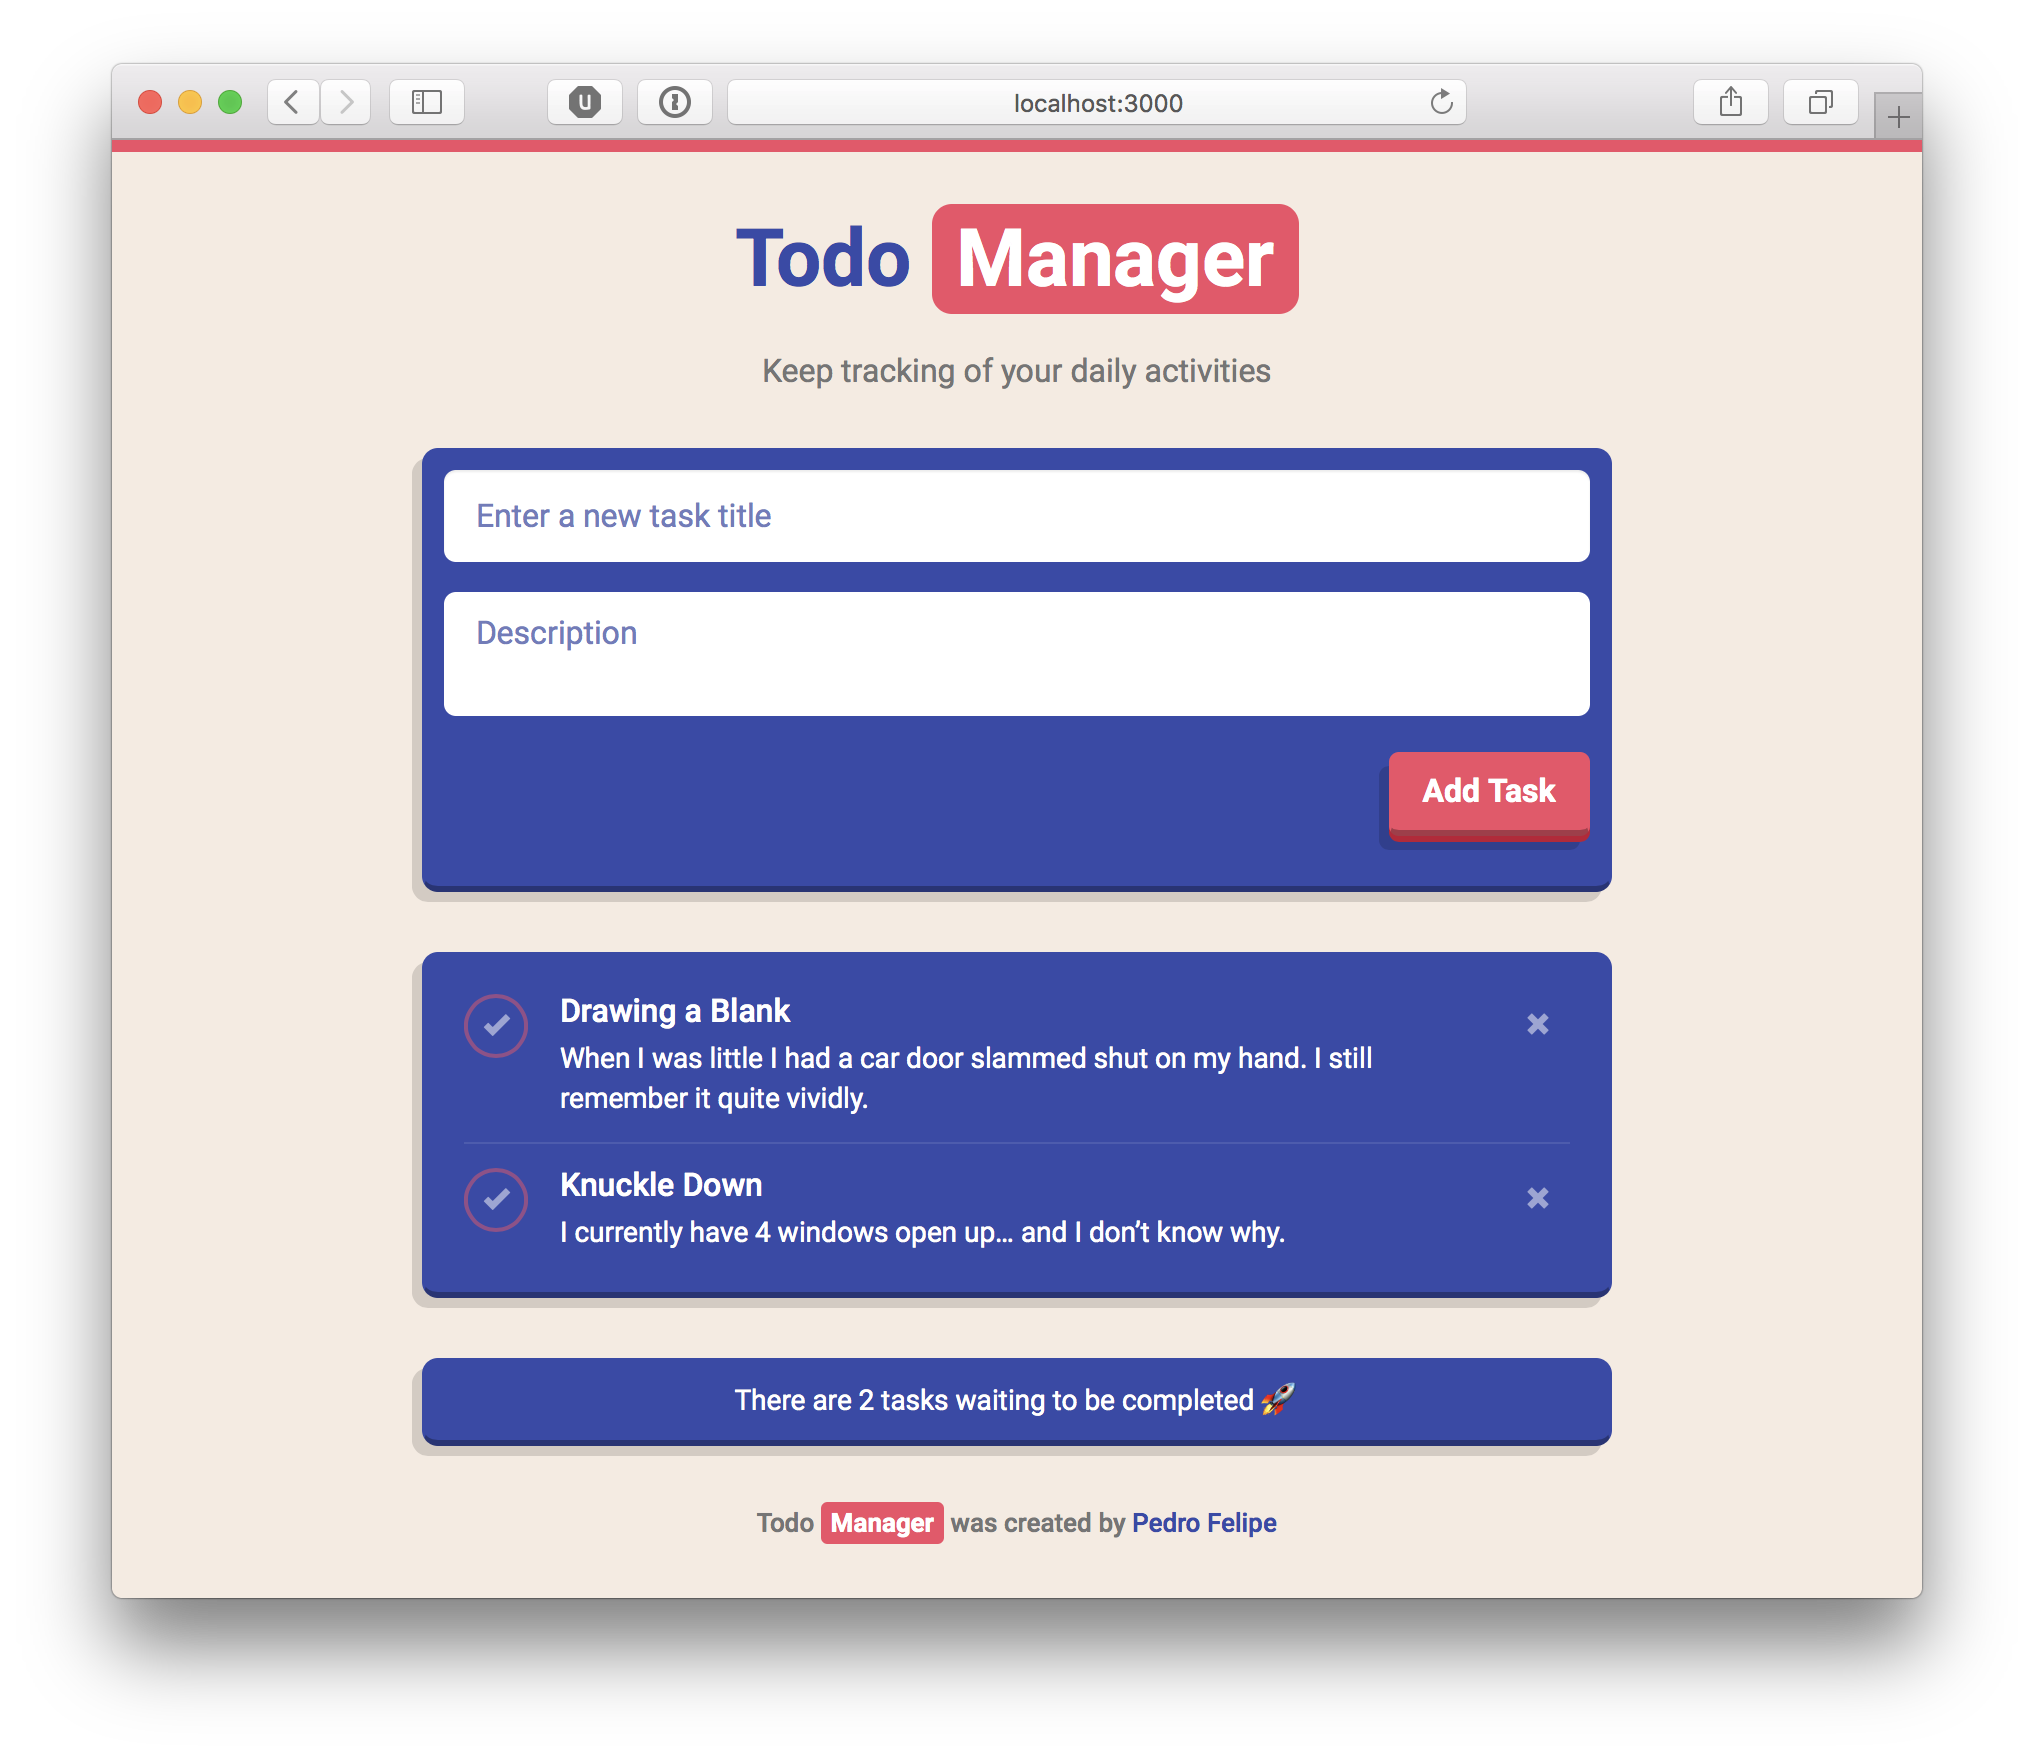 localhost:3000
Todo Manager
Keep tracking of your daily activities
Enter a new task title
Description
Add Task
Drawing a Blank
When I was little I had a car door slammed shut on my hand. I still
remember it quite vividly.
Knuckle Down
I currently have 4 windows open up… and I don’t know why.
There are 2 tasks waiting to be completed 🚀
Todo Manager was created by Pedro Felipe